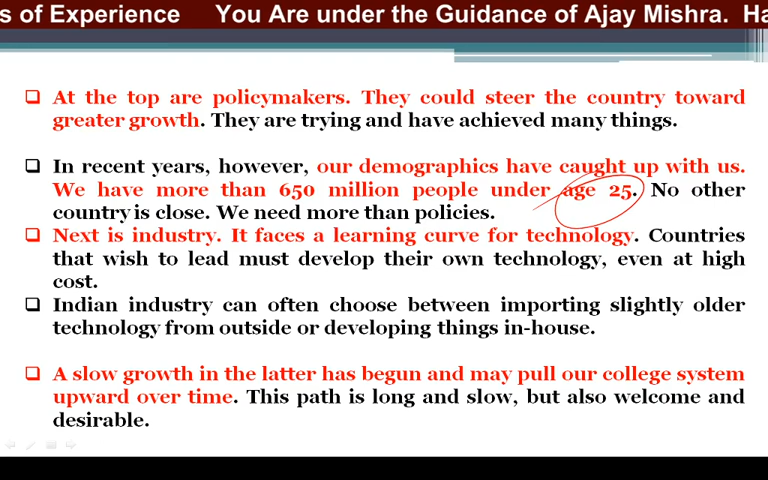 s of Experience You Are under the Guidance of Ajay Mishra. Ha
At the top are policymakers. They could steer the country toward
greater growth. They are trying and have achieved many things.
In recent years, however, our demographics have caught up with us.
We have more than 650 million people under age 25. No other
country is close. We need more than policies.
Next is industry. It faces a learning curve for technology. Countries
that wish to lead must develop their own technology, even at high
cost.
Indian industry can often choose between importing slightly older
technology from outside or developing things in-house.
A slow growth in the latter has begun and may pull our college system
upward over time. This path is long and slow, but also welcome and
desirable.